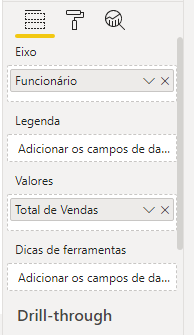 Eixo
Funcionário
Legenda
Adicionar os campos de da...
Valores
Total de Vendas
Dicas de ferramentas
Adicionar os campos de da...
Drill-through